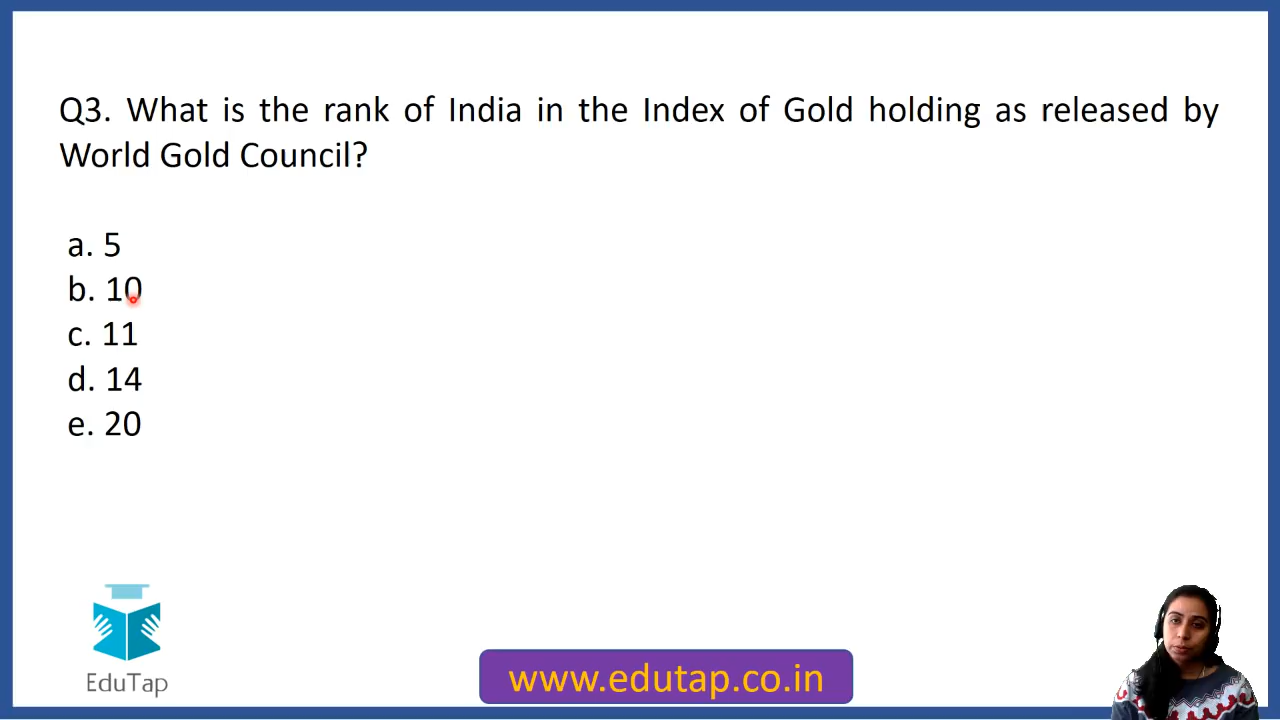 Q3. What is the rank of India in the Index of Gold holding as released by
World Gold Council?
a. 5
b. 10
c. 11
d. 14
e. 20
EduTap
www.edutap.co.in